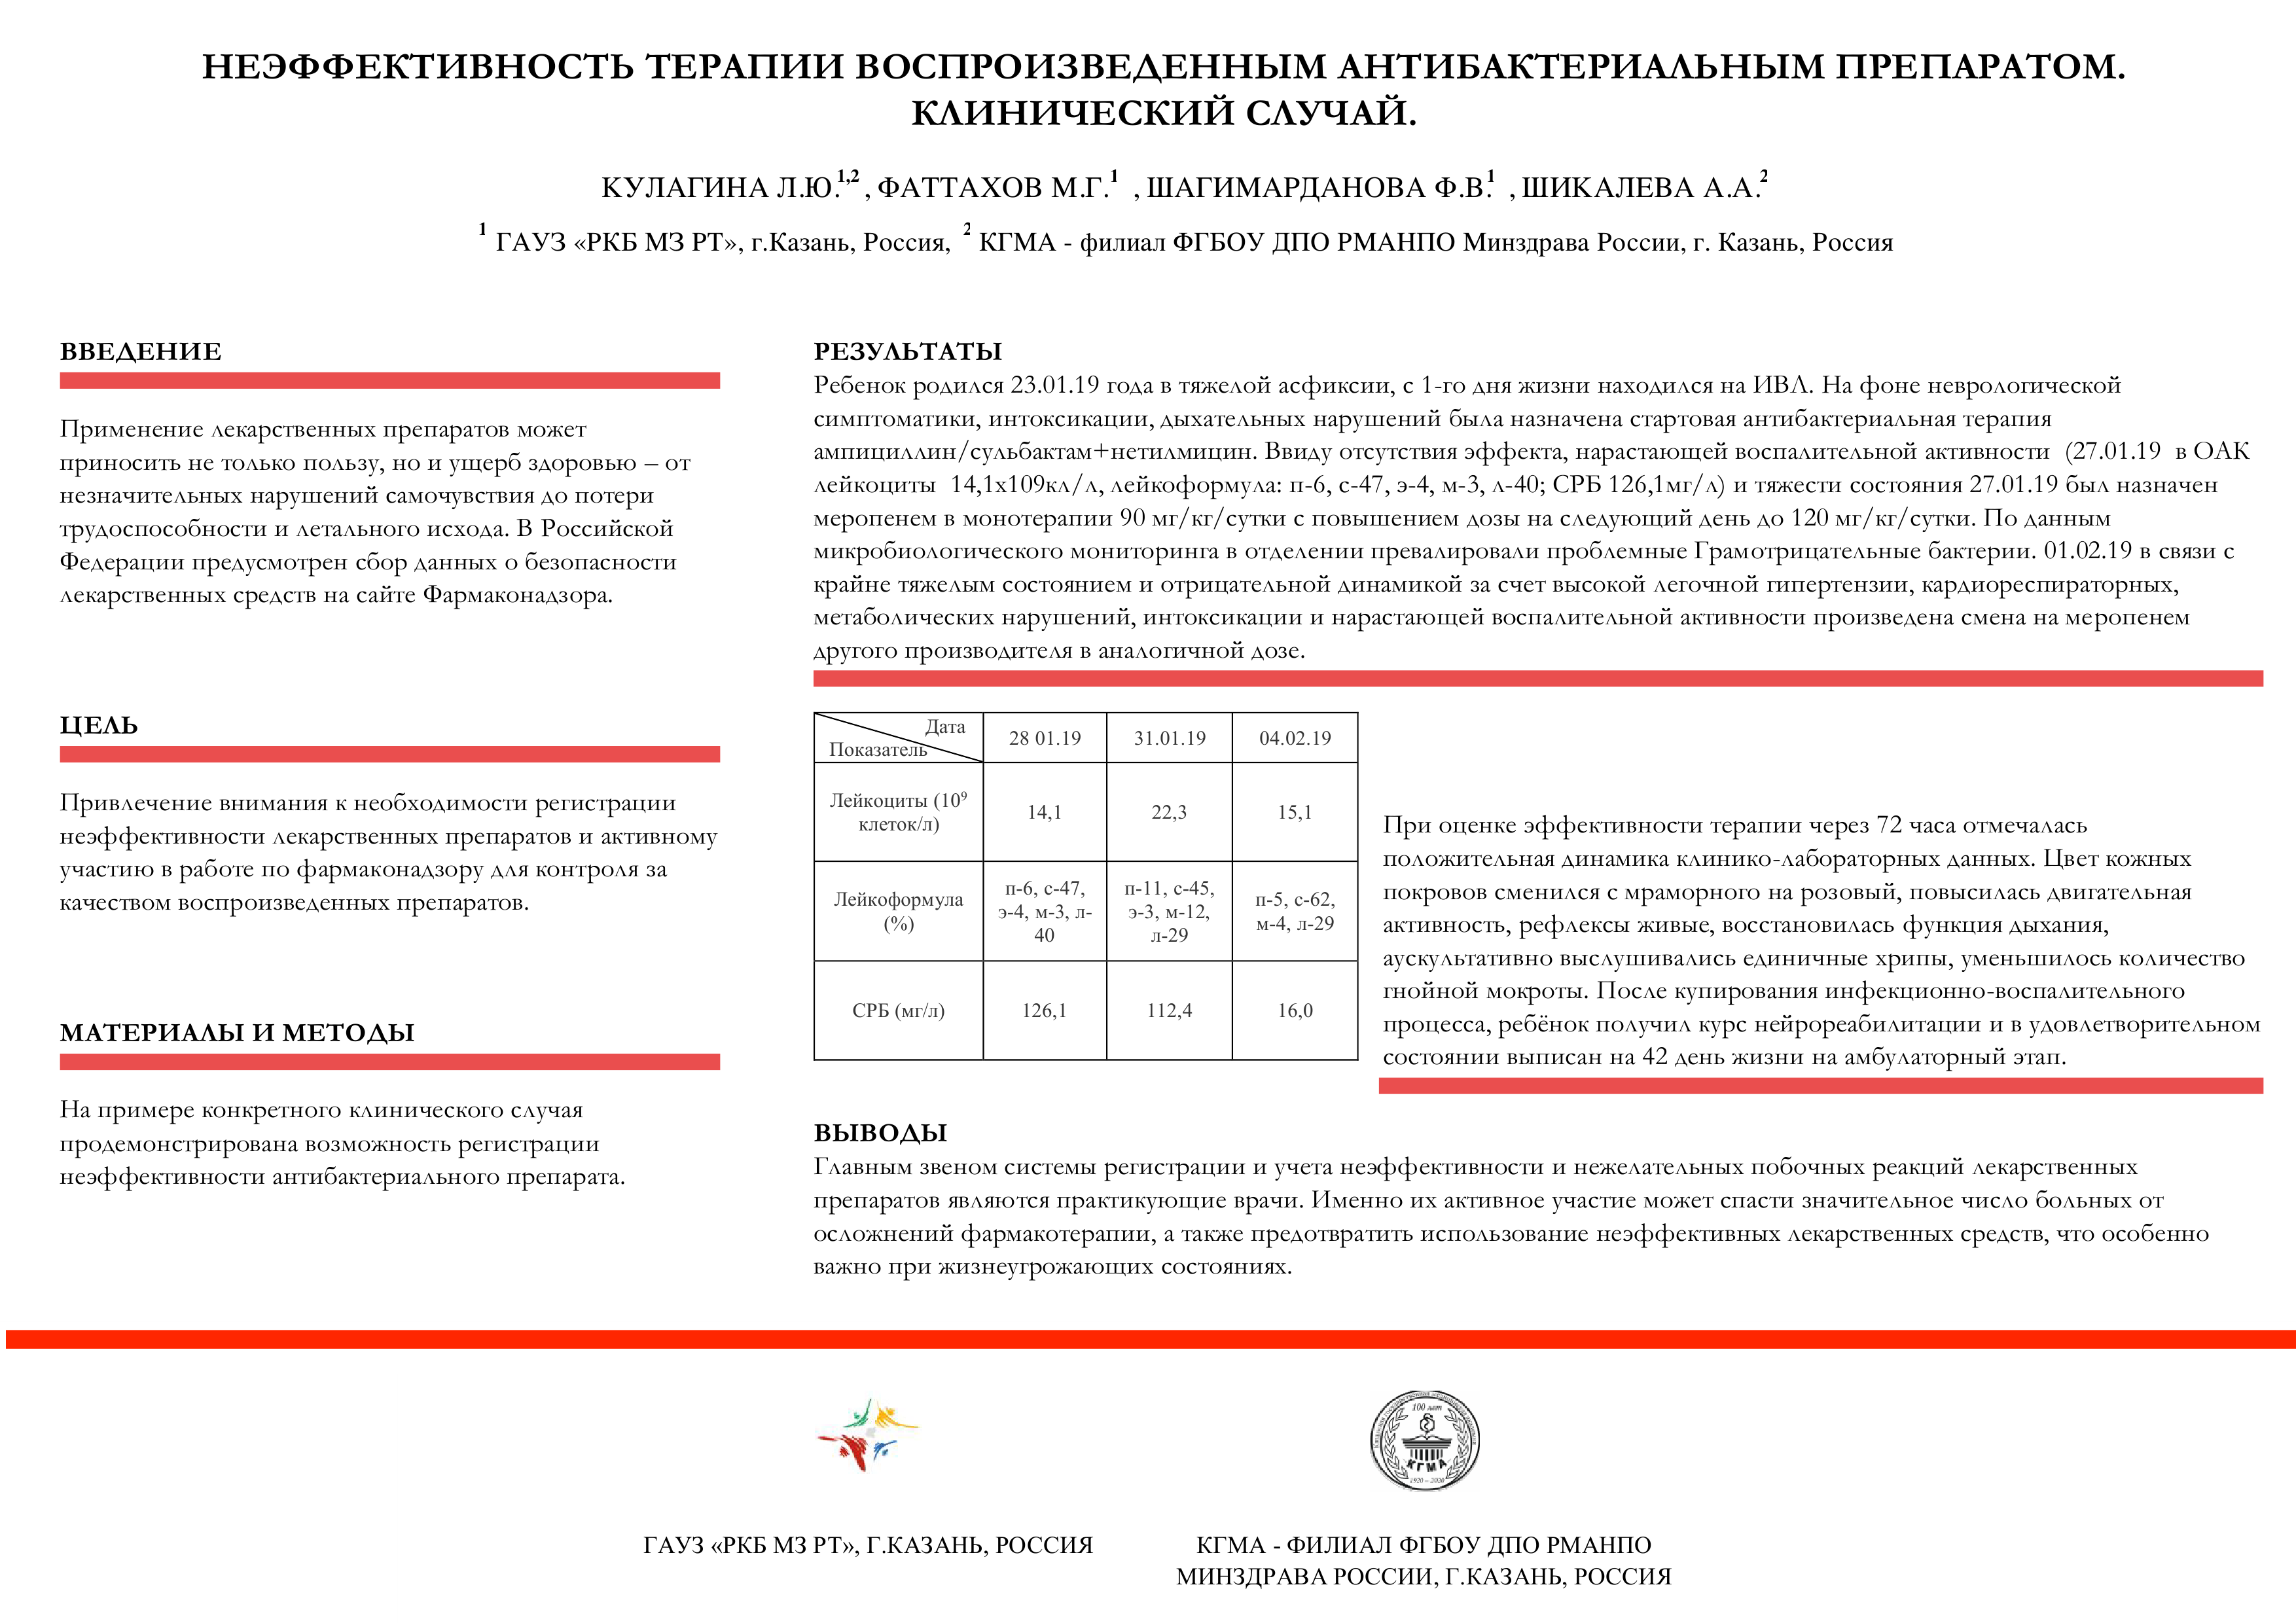 НЕЭФФЕКТИВНОСТЬ ТЕРАПИИ ВОСПРОИЗВЕДЕННЫМ АНТИБАКТЕРИАЛЬНЫМ ПРЕПАРАТОМ.
КЛИНИЧЕСКИЙ СЛУЧАЙ.
КУЛАГИНА Л.Ю.1,2 , ФАТТАХОВ М.Г.1 , ШАГИМАРДАНОВА Ф.В.1 , ШИКАЛЕВА А.А.2
1 ГАУЗ «РКБ МЗ РТ», г.Казань, Россия, 2 КГМА - филиал ФГБОУ ДПО РМАНПО Минздрава России, г. Казань, Россия
ВВЕДЕНИЕ
Применение лекарственных препаратов может
приносить не только пользу, но и ущерб здоровью – от
незначительных нарушений самочувствия до потери
трудоспособности и летального исхода. В Российской
Федерации предусмотрен сбор данных о безопасности
лекарственных средств на сайте Фармаконадзора.
ЦЕЛЬ
Привлечение внимания к необходимости регистрации
неэффективности лекарственных препаратов и активному
участию в работе по фармаконадзору для контроля за
качеством воспроизведенных препаратов.
МАТЕРИАЛЫ И МЕТОДЫ
На примере конкретного клинического случая
продемонстрирована возможность регистрации
неэффективности антибактериального препарата.
РЕЗУЛЬТАТЫ
Ребенок родился 23.01.19 года в тяжелой асфиксии, с 1-го дня жизни находился на ИВЛ. На фоне неврологической
симптоматики, интоксикации, дыхательных нарушений была назначена стартовая антибактериальная терапия
ампициллин/сульбактам+нетилмицин. Ввиду отсутствия эффекта, нарастающей воспалительной активности (27.01.19 в ОАК
лейкоциты 14,1х109кл/л, лейкоформула: п-6, с-47, э-4, м-3, л-40; СРБ 126,1мг/л) и тяжести состояния 27.01.19 был назначен
меропенем в монотерапии 90 мг/кг/сутки с повышением дозы на следующий день до 120 мг/кг/сутки. По данным
микробиологического мониторинга в отделении превалировали проблемные Грамотрицательные бактерии. 01.02.19 в связи с
крайне тяжелым состоянием и отрицательной динамикой за счет высокой легочной гипертензии, кардиореспираторных,
метаболических нарушений, интоксикации и нарастающей воспалительной активности произведена смена на меропенем
другого производителя в аналогичной дозе.
Дата
Показатель
28 01.19 31.01.19 04.02.19
Лейкоциты (10⁹
клеток/л)
14,1 22,3 15,1
Лейкоформула
(%)
п-6, с-47,
э-4, м-3, л-
40
п-11, с-45,
э-3, м-12,
л-29
п-5, с-62,
м-4, л-29
СРБ (мг/л) 126,1 112,4 16,0
При оценке эффективности терапии через 72 часа отмечалась
положительная динамика клинико-лабораторных данных. Цвет кожных
покровов сменился с мраморного на розовый, повысилась двигательная
активность, рефлексы живые, восстановилась функция дыхания,
аускультативно выслушивались единичные хрипы, уменьшилось количество
гнойной мокроты. После купирования инфекционно-воспалительного
процесса, ребёнок получил курс нейрореабилитации и в удовлетворительном
состоянии выписан на 42 день жизни на амбулаторный этап.
ВЫВОДЫ
Главным звеном системы регистрации и учета неэффективности и нежелательных побочных реакций лекарственных
препаратов являются практикующие врачи. Именно их активное участие может спасти значительное число больных от
осложнений фармакотерапии, а также предотвратить использование неэффективных лекарственных средств, что особенно
важно при жизнеугрожающих состояниях.
100 лет
КГМА
1920 – 2020
ГАУЗ «РКБ МЗ РТ», Г.КАЗАНЬ, РОССИЯ
КГМА - ФИЛИАЛ ФГБОУ ДПО РМАНПО
МИНЗДРАВА РОССИИ, Г.КАЗАНЬ, РОССИЯ